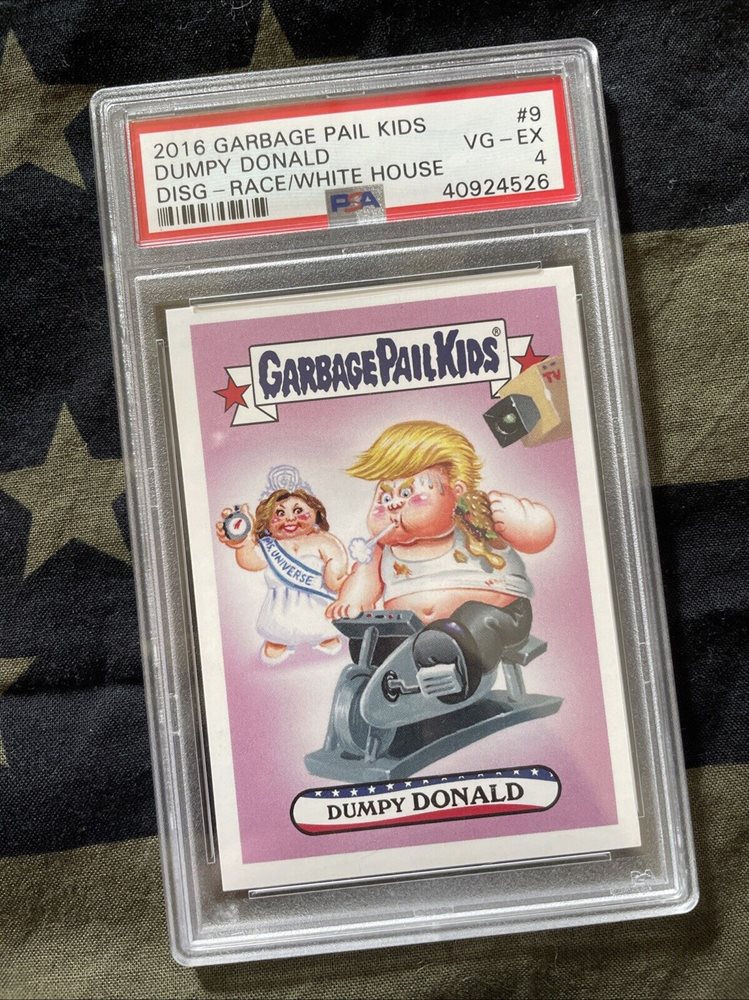 2016 GARBAGE PAIL KIDS #9
DUMPY DONALD VG - EX
DISG - RACE/WHITE HOUSE 4
PSA 40924526
GARBAGE PAIL KIDS®
TV
MS. UNIVERSE
DUMPY DONALD